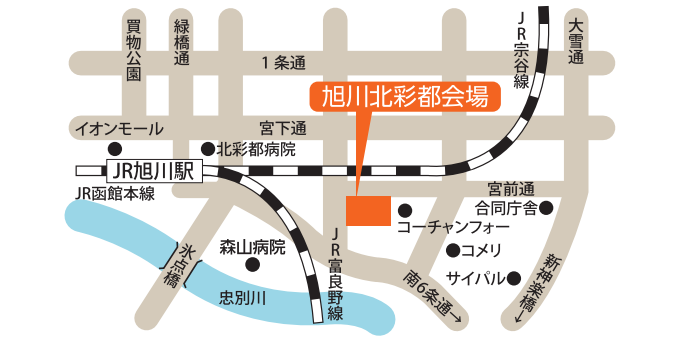 買物公園
緑橋通
JR宗谷線
大雪通
1条通
旭川北彩都会場
イオンモール
宮下通
北彩都病院
JR旭川駅
JR函館本線
宮前通
合同庁舎
コーチャンフォー
森山病院
JR富良野線
コメリ
氷点橋
サイパル
新神楽橋→
南6条通→
忠別川